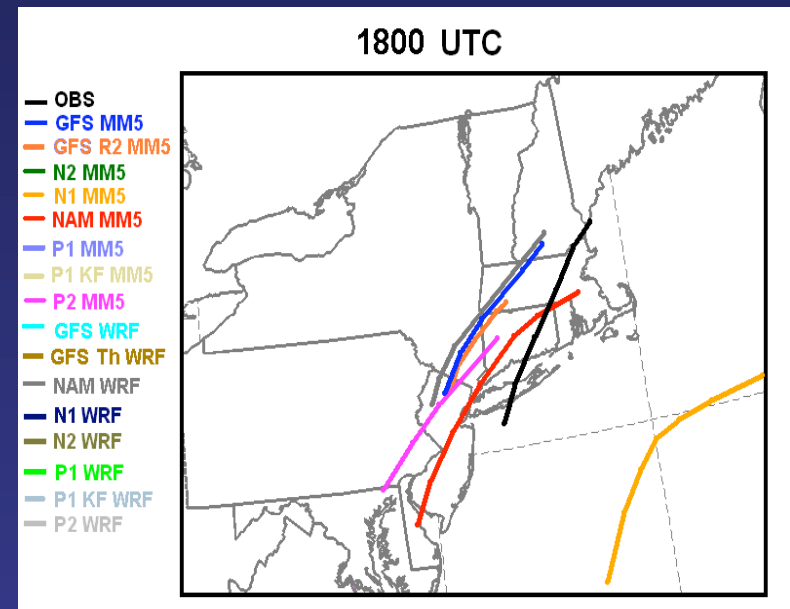 1800 UTC
OBS
GFS MM5
GFS R2 MM5
N2 MM5
N1 MM5
NAM MM5
P1 MM5
P1 KF MM5
P2 MM5
GFS WRF
GFS Th WRF
NAM WRF
N1 WRF
N2 WRF
P1 WRF
P1 KF WRF
P2 WRF